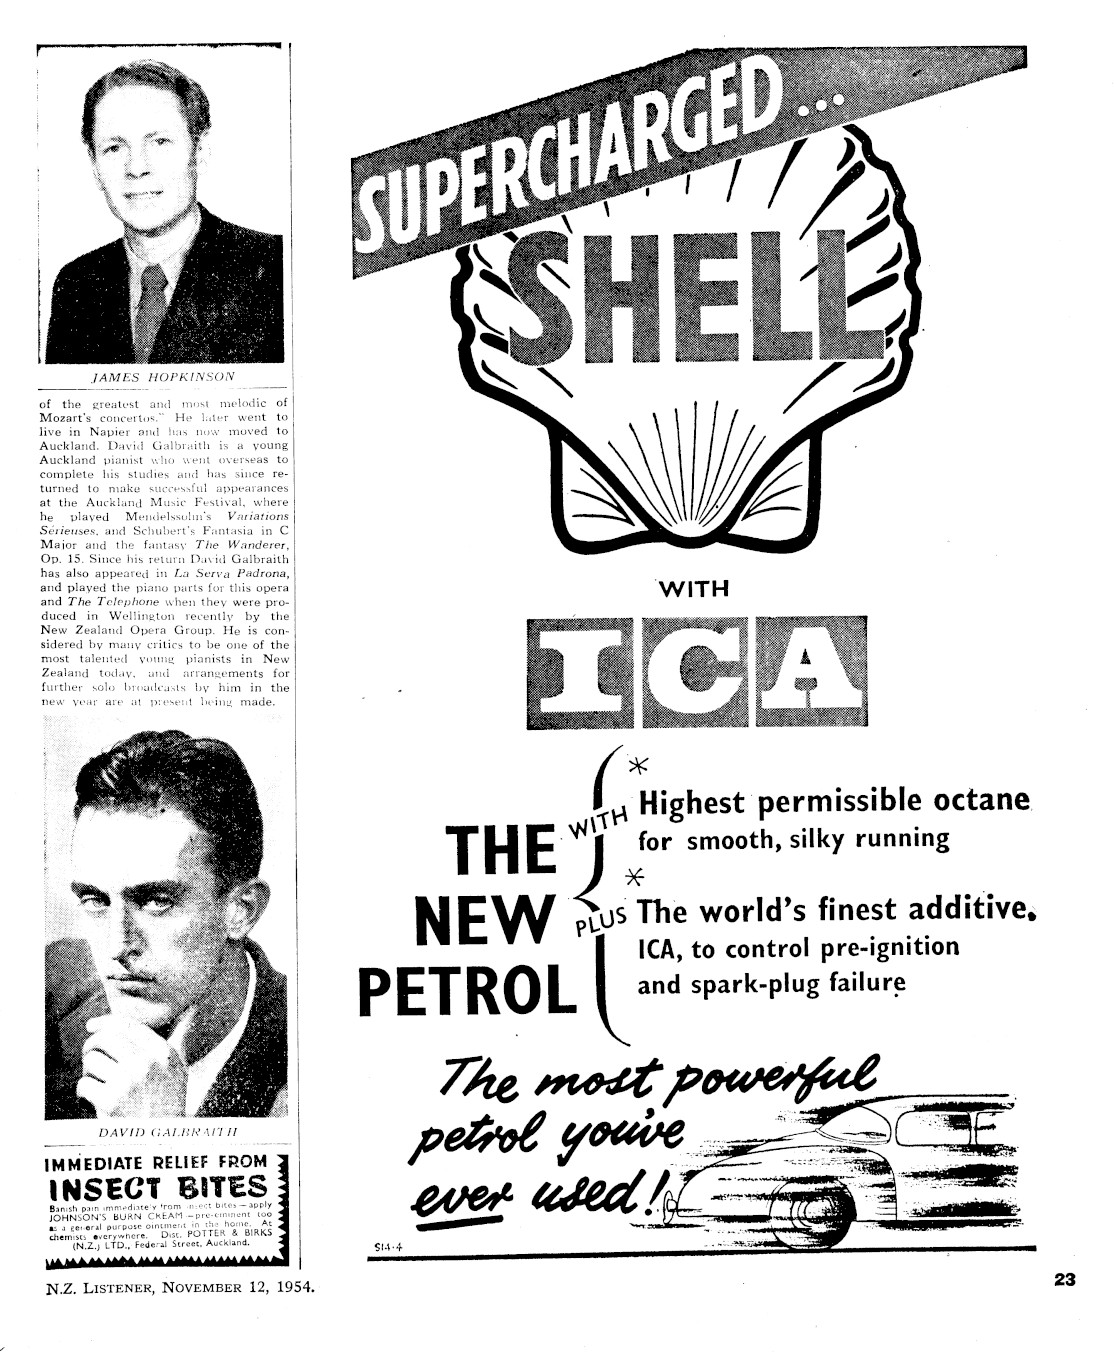 JAMES HOPKINSON
of the greatest and most melodic of
Mozart's concertos." He later went to
live in Napier and has now moved to
Auckland. David Galbraith is a young
Auckland pianist who went overseas to
complete his studies and has since re-
turned to make successful appearances
at the Auckland Music Festival, where
he played Mendelssohn's Variations
Sérieuses, and Schubert's Fantasia in C
Major and the fantasy The Wanderer,
Op. 15. Since his return David Galbraith
has also appeared in La Serva Padrona,
and played the piano parts for this opera
and The Telephone when they were pro-
duced in Wellington recently by the
New Zealand Opera Group. He is con-
sidered by many critics to be one of the
most talented young pianists in New
Zealand today, and arrangements for
further solo broadcasts by him in the
new year are at present being made.
DAVID GALBRAITH
IMMEDIATE RELIEF FROM
INSECT BITES
Banish pain immediately from insect bites—apply
JOHNSON'S BURN CREAM—pre-eminent too
as a general purpose ointment in the home. At
chemists everywhere. Dist. POTTER & BIRKS
(N.Z.) LTD., Federal Street, Auckland.
SUPERCHARGED...
SHELL
WITH
ICA
THE
NEW
PETROL
WITH
* Highest permissible octane
for smooth, silky running
PLUS
* The world's finest additive.
ICA, to control pre-ignition
and spark-plug failure
The most powerful
petrol you've
ever used!
S14·4
N.Z. LISTENER, NOVEMBER 12, 1954.
23